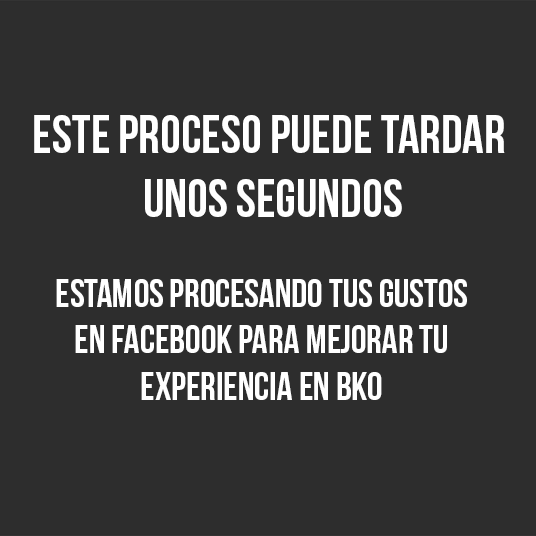 ESTE PROCESO PUEDE TARDAR
UNOS SEGUNDOS
ESTAMOS PROCESANDO TUS GUSTOS
EN FACEBOOK PARA MEJORAR TU
EXPERIENCIA EN BKO